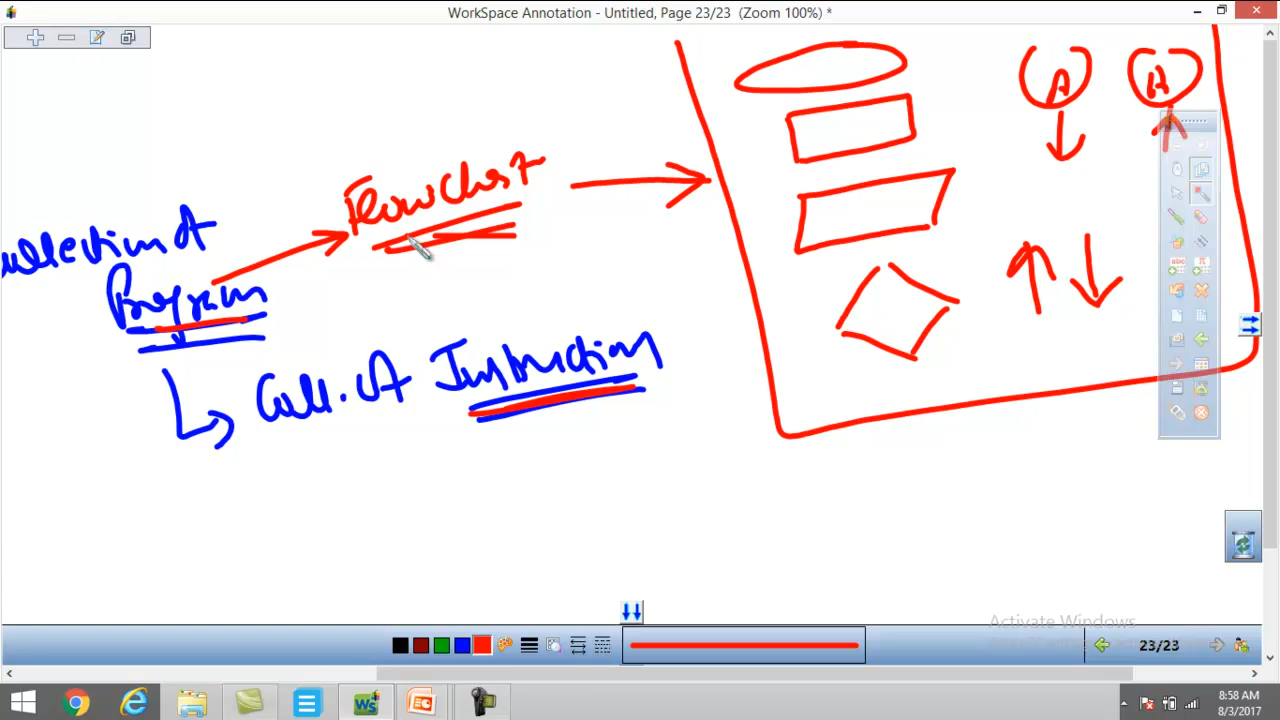 WorkSpace Annotation - Untitled, Page 23/23 (Zoom 100%) *
A
A
FlowChart
Collection of
Program
Coll. of Instruction
Activate Windows
23/23
8:58 AM
8/3/2017